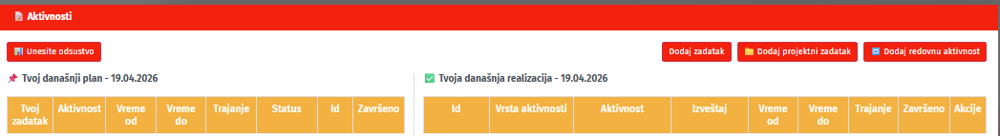 Aktivnosti
Unesite odsustvo
Dodaj zadatak
Dodaj projektni zadatak
Dodaj redovnu aktivnost
Tvoj današnji plan - 19.04.2026
Tvoj zadatak
Aktivnost
Vreme od
Vreme do
Trajanje
Status
Id
Završeno
Tvoja današnja realizacija - 19.04.2026
Id
Vrsta aktivnosti
Aktivnost
Izveštaj
Vreme od
Vreme do
Trajanje
Završeno
Akcije